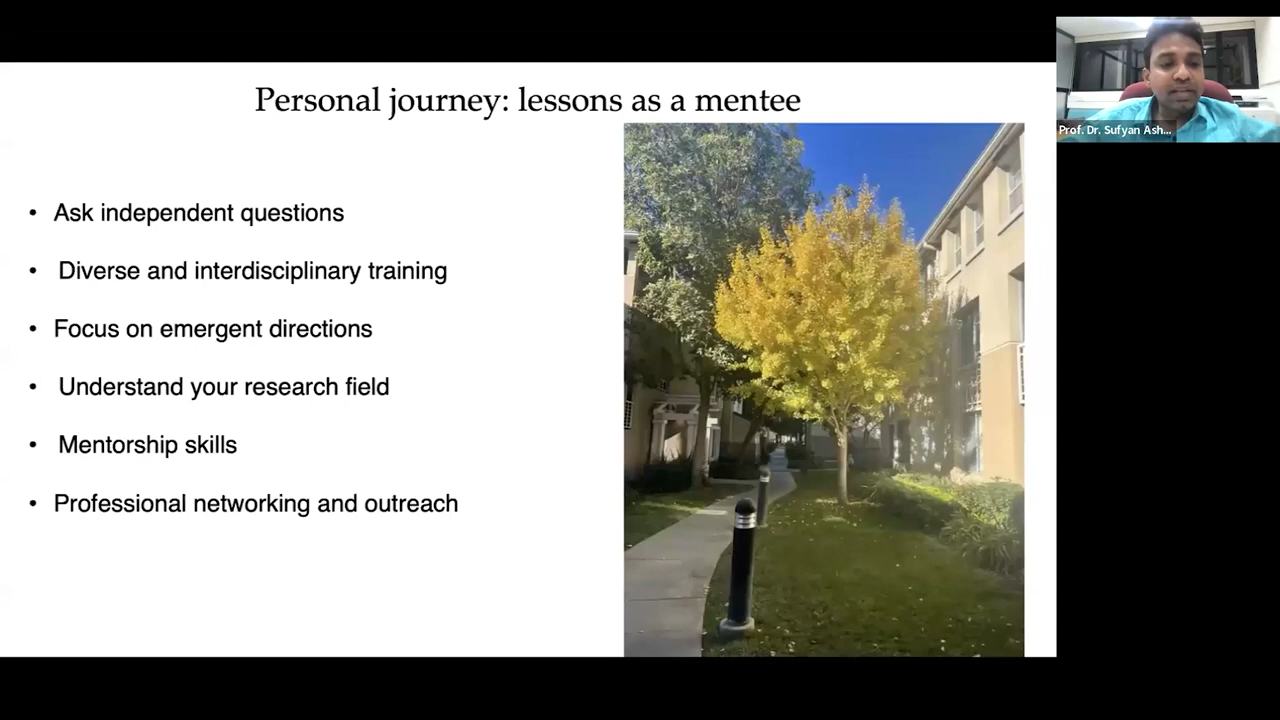 Personal journey: lessons as a mentee
• Ask independent questions
• Diverse and interdisciplinary training
• Focus on emergent directions
• Understand your research field
• Mentorship skills
• Professional networking and outreach
Prof. Dr. Sufyan Ash...